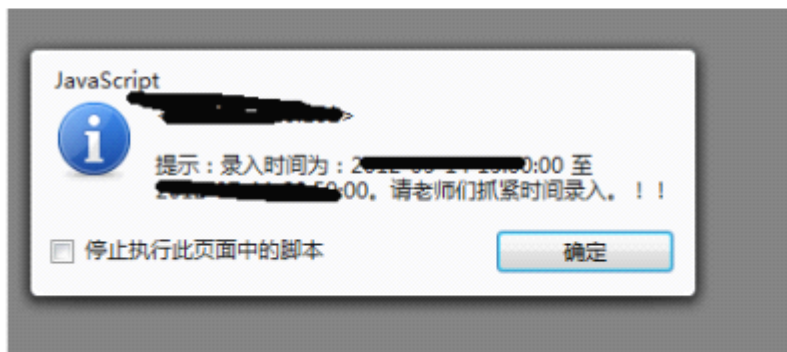 JavaScript
提示：录入时间为：2 0:00 至
00。请老师们抓紧时间录入。！！
停止执行此页面中的脚本
确定